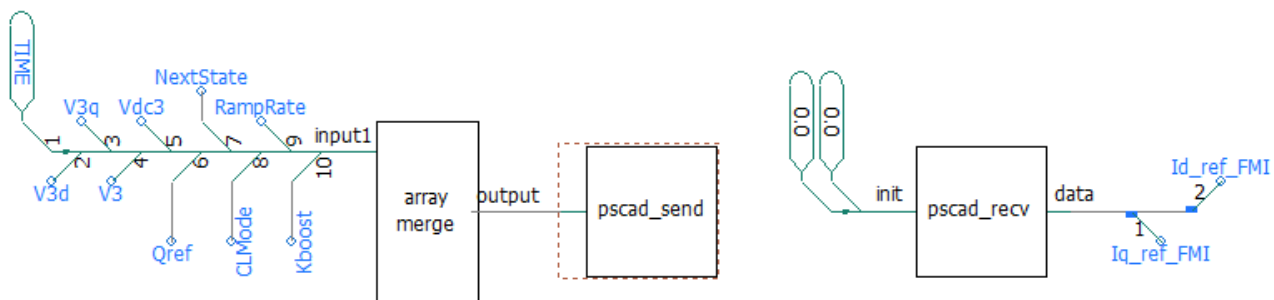 TIME
NextState
V3q
Vdc3
RampRate
1
3
5
7
9
input1
2
4
6
8
10
V3d
V3
Qref
CLMode
Kboost
array
merge
output
pscad_send
0.0
0.0
init
pscad_recv
data
Id_ref_FMI
2
1
Iq_ref_FMI